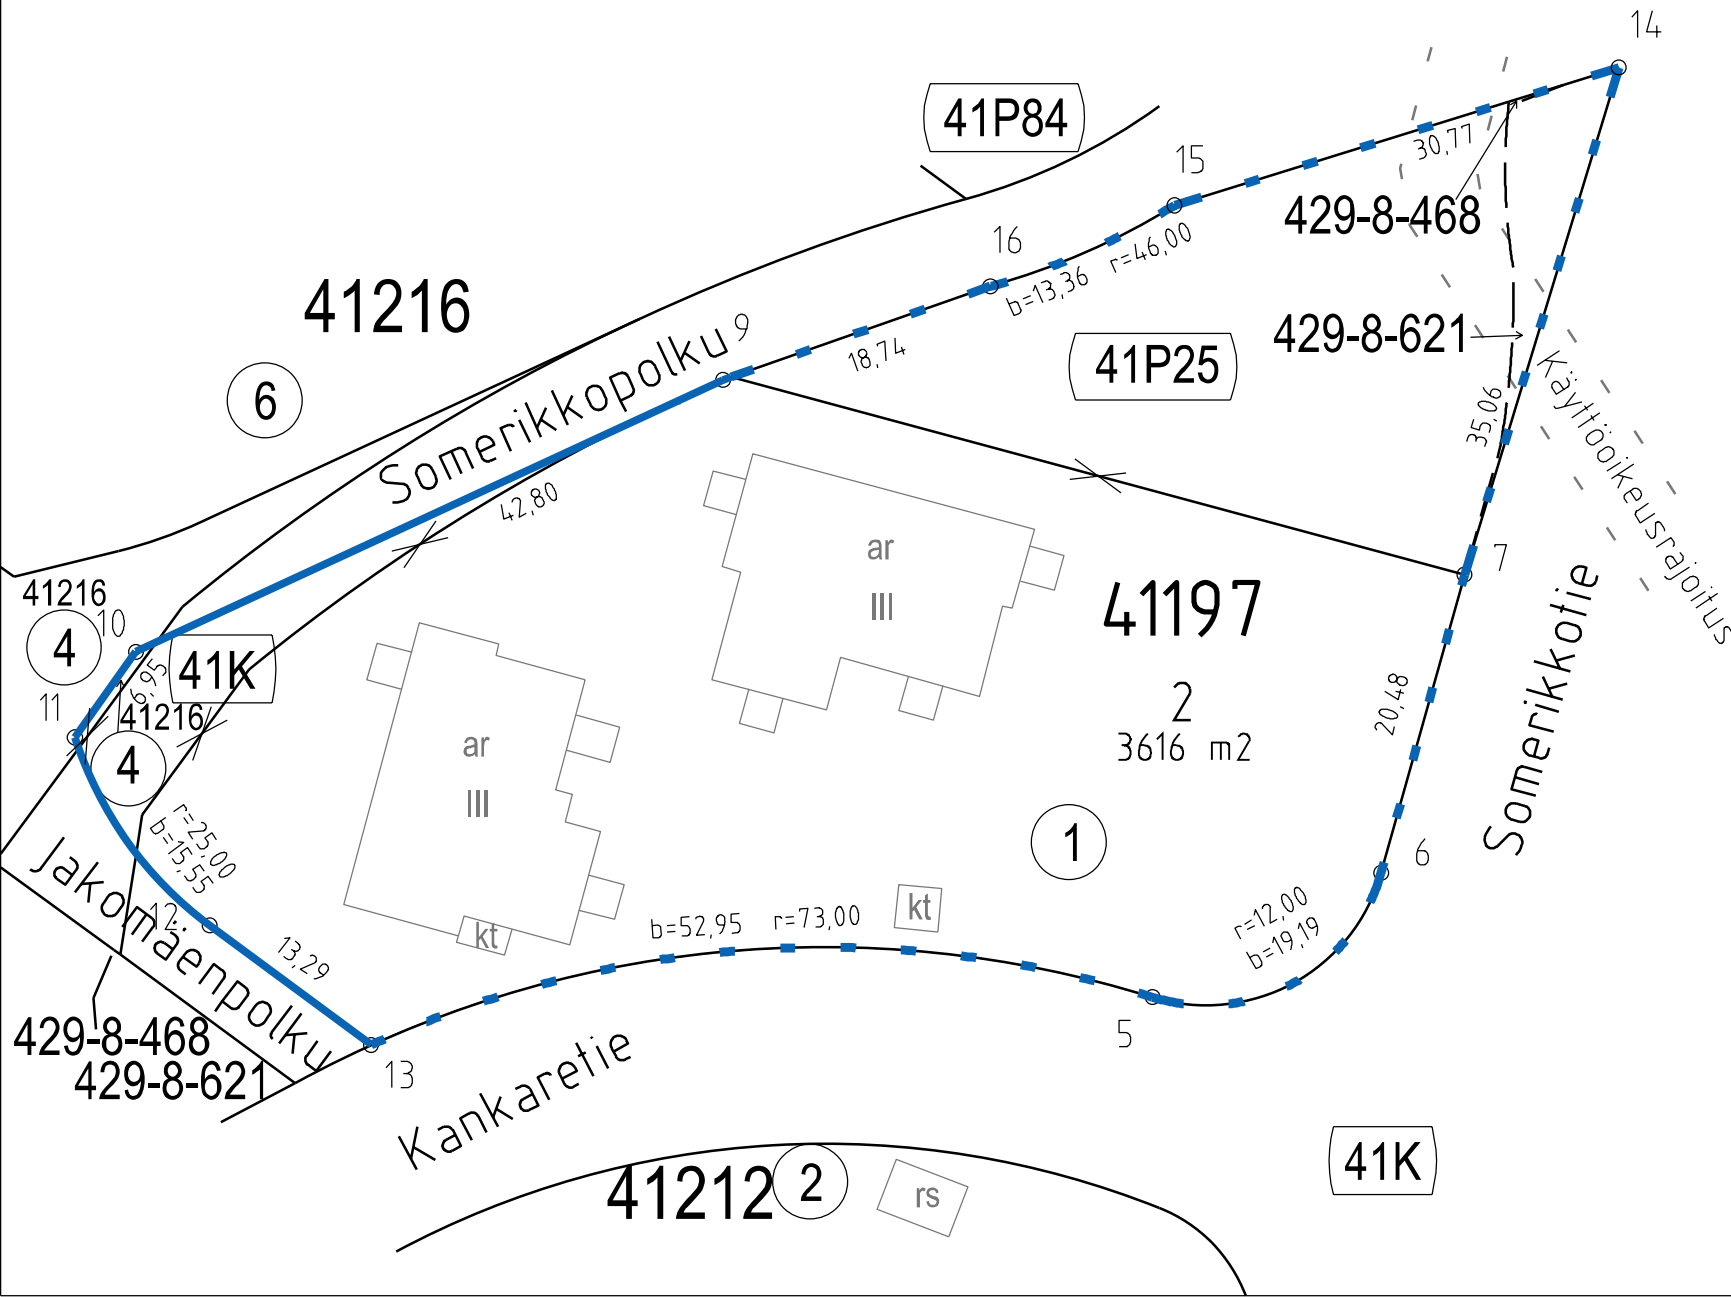 14
41P84
15
30,77
429-8-468
16
r=46,00
b=13,36
41216
9
Somerikkopolku
18,74
429-8-621
41P25
6
35,06
Käyttöoikeusrajoitus
42,80
ar
III
7
41197
41216
10
4
6,95
41K
Somerikkotie
11
41216
2
20,48
3616 m2
ar
III
4
r=25,00
b=15,55
1
6
Jakomäenpolku
12
kt
kt
b=52,95 r=73,00
r=12,00
b=19,19
13,29
5
429-8-468
429-8-621
13
Kankaretie
41212
2
rs
41K